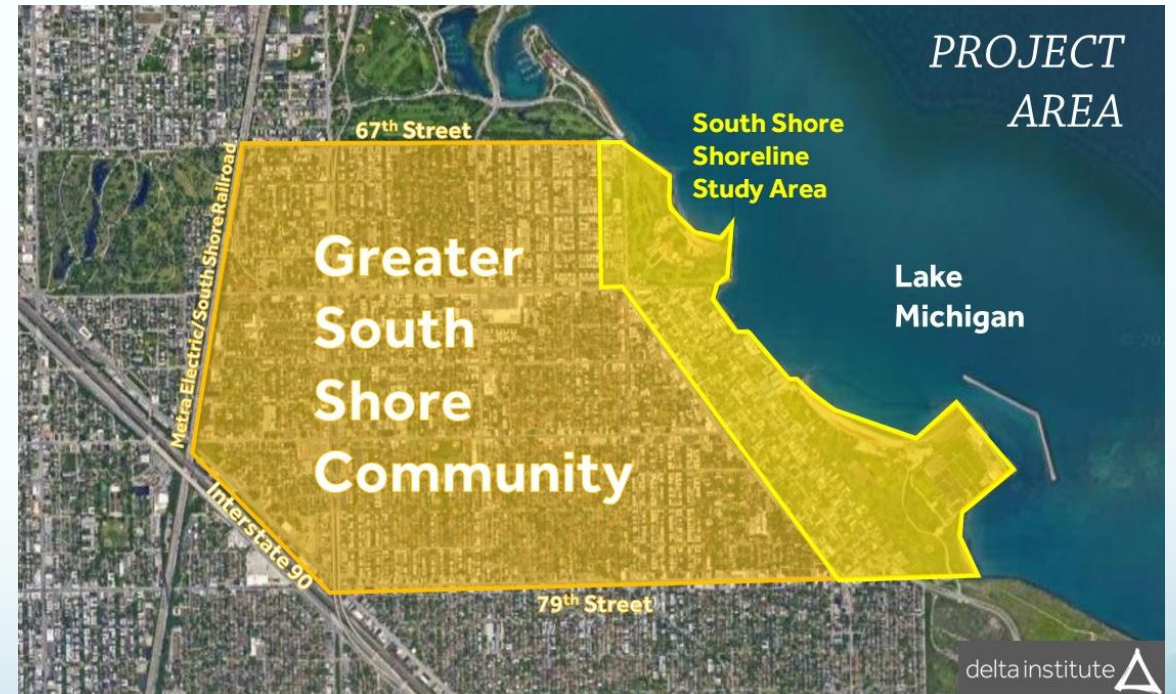 PROJECT
AREA
67th Street
South Shore
Shoreline
Study Area
Metra Electric/South Shore Railroad
Greater
South
Shore
Community
Lake
Michigan
Interstate 90
79th Street
delta institute